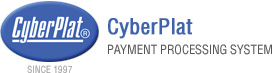 CyberPlat®
SINCE 1997
CyberPlat
PAYMENT PROCESSING SYSTEM